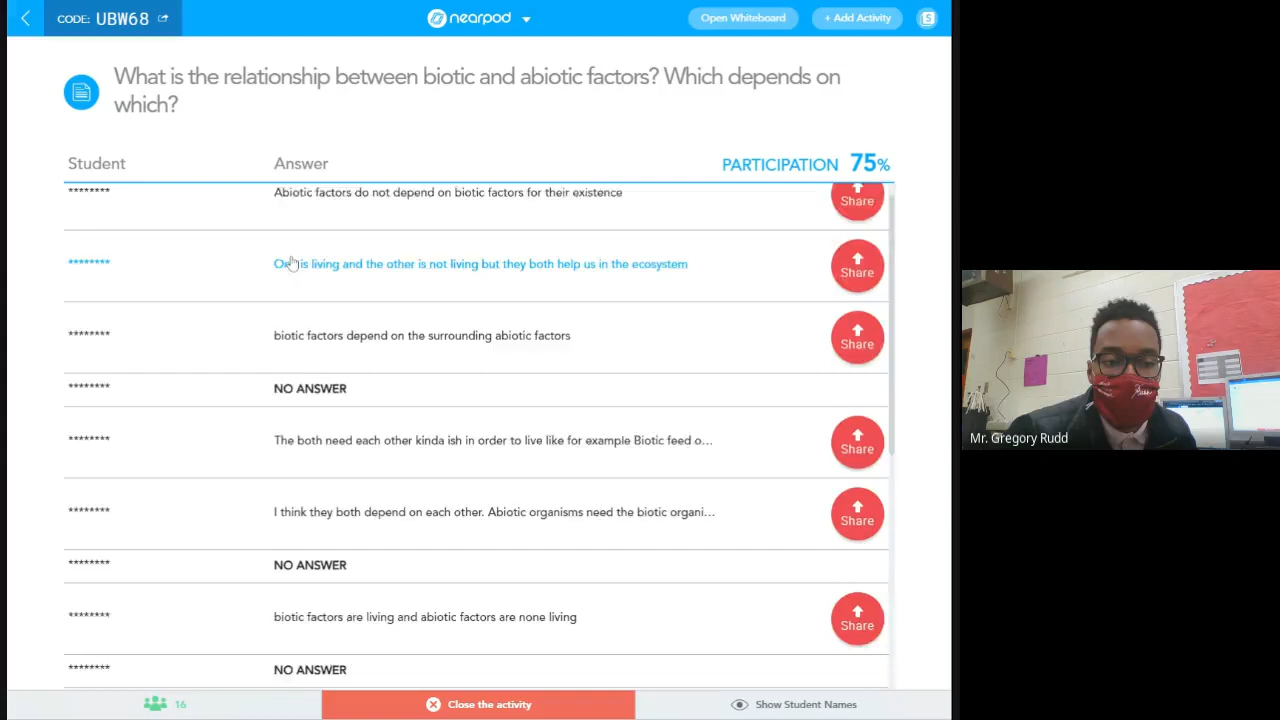 CODE: UBW68
nearpod
Open Whiteboard
+ Add Activity
S
What is the relationship between biotic and abiotic factors? Which depends on
which?
Student Answer PARTICIPATION 75%
******** Abiotic factors do not depend on biotic factors for their existence Share
******** is living and the other is not living but they both help us in the ecosystem Share
******** biotic factors depend on the surrounding abiotic factors Share
******** NO ANSWER
******** The both need each other kinda ish in order to live like for example Biotic feed o... Share
******** I think they both depend on each other. Abiotic organisms need the biotic organi... Share
******** NO ANSWER
******** biotic factors are living and abiotic factors are none living Share
******** NO ANSWER
16
Close the activity
Show Student Names
Mr. Gregory Rudd